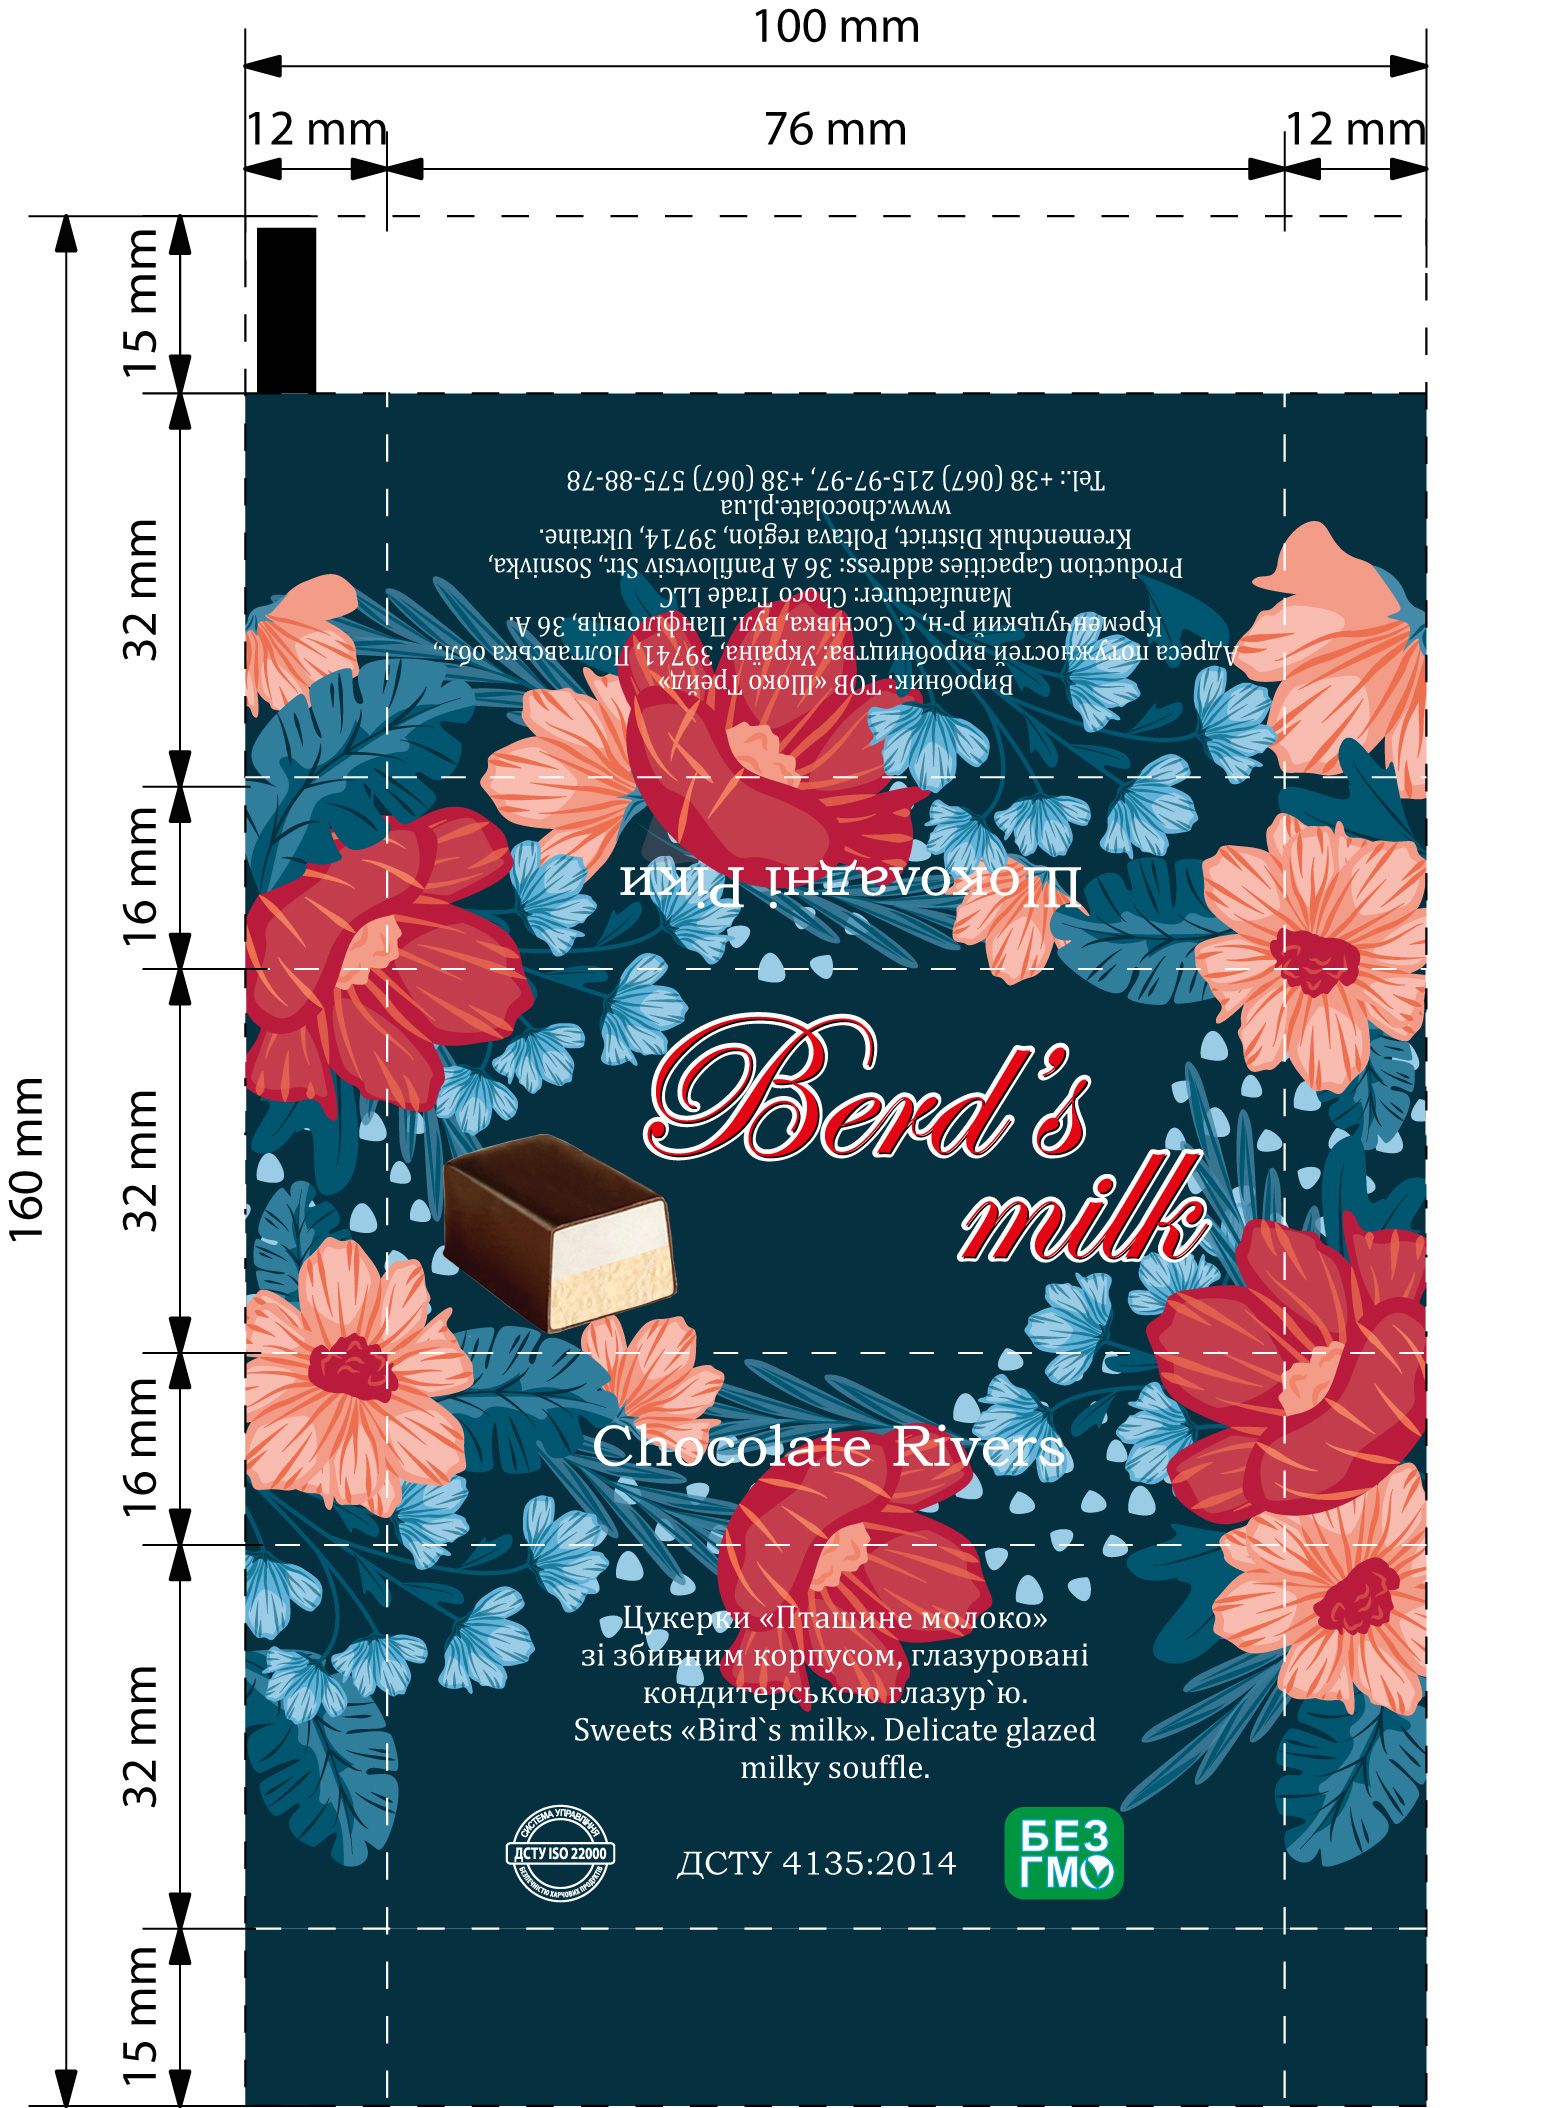 100 mm
12 mm
76 mm
12 mm
160 mm
15 mm
32 mm
16 mm
32 mm
16 mm
32 mm
15 mm
Виробник: ТОВ «Шоко Трейд»
Адреса потужностей виробництва: Україна, 39741, Полтавська обл.,
Кременчуцький р-н, с. Соснівка, вул. Панфіловців, 36 А.
Manufacturer: Choco Trade LLC
Production Capacities address: 36 A Panfilovtsiv Str., Sosnivka,
Kremenchuk District, Poltava region, 39714, Ukraine.
www.chocolate.pl.ua
Tel.: +38 (067) 215-97-97, +38 (067) 575-88-78
Шоколадні Ріки
Berd's
milk
Chocolate Rivers
Цукерки «Пташине молоко»
зі збивним корпусом, глазуровані
кондитерською глазур`ю.
Sweets «Bird`s milk». Delicate glazed
milky souffle.
СИСТЕМА УПРАВЛІННЯ
ДСТУ ISO 22000
БЕЗПЕЧНІСТЮ ХАРЧОВИХ ПРОДУКТІВ
ДСТУ 4135:2014
БЕЗ
ГМО